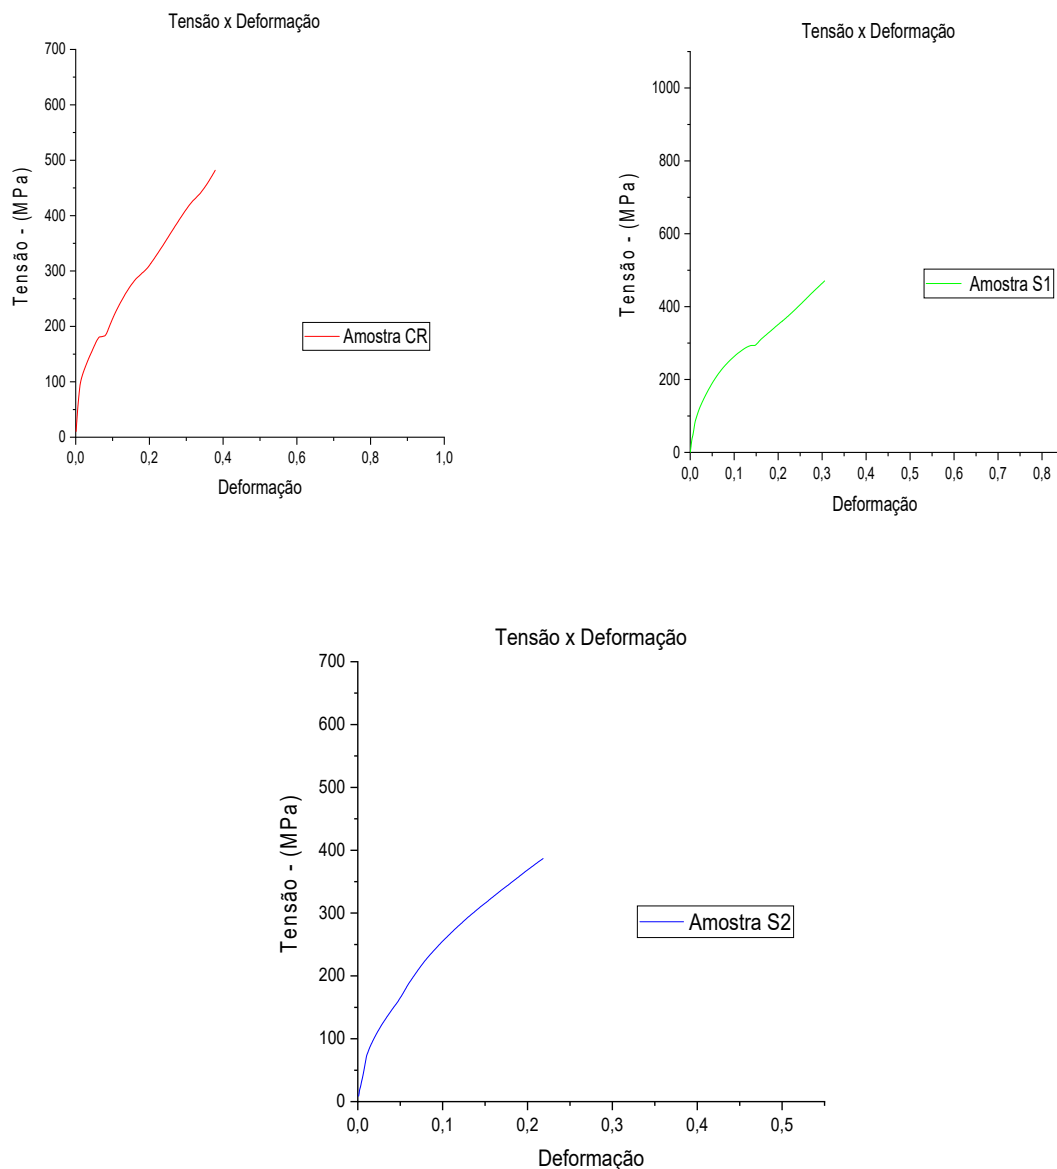 Tensão x Deformação
700
600
500
400
300
200
100
0
Tensão - (MPa)
Amostra CR
0,0 0,2 0,4 0,6 0,8 1,0
Deformação
Tensão x Deformação
1000
800
600
400
200
0
Tensão - (MPa)
Amostra S1
0,0 0,1 0,2 0,3 0,4 0,5 0,6 0,7 0,8
Deformação
Tensão x Deformação
700
600
500
400
300
200
100
0
Tensão - (MPa)
Amostra S2
0,0 0,1 0,2 0,3 0,4 0,5
Deformação